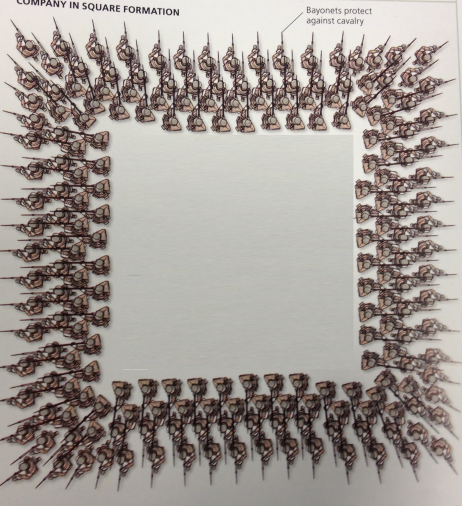 COMPANY IN SQUARE FORMATION
Bayonets protect
against cavalry